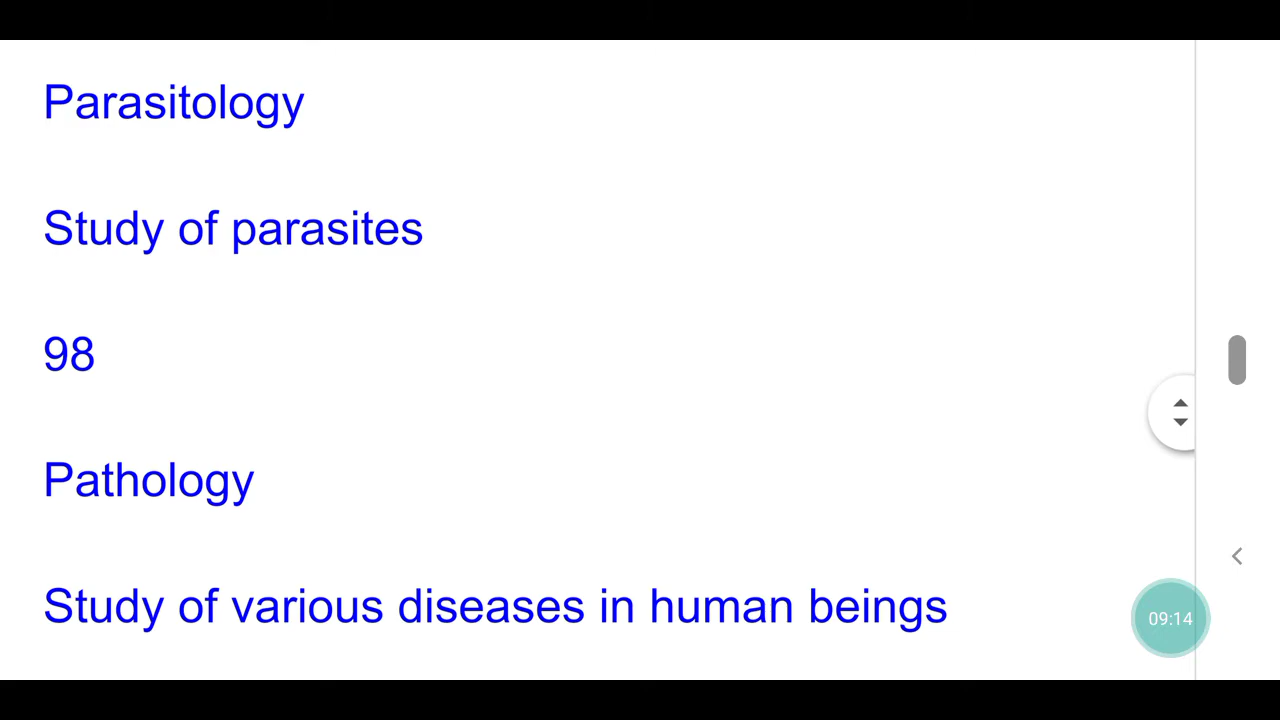 Parasitology
Study of parasites
98
Pathology
Study of various diseases in human beings
09:14